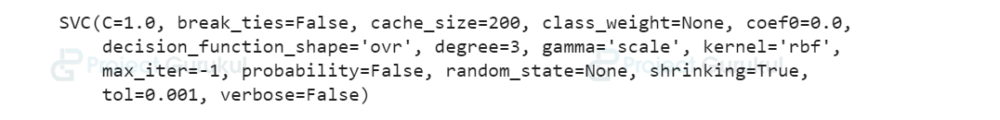 SVC(C=1.0, break_ties=False, cache_size=200, class_weight=None, coef0=0.0,
decision_function_shape='ovr', degree=3, gamma='scale', kernel='rbf',
max_iter=-1, probability=False, random_state=None, shrinking=True,
tol=0.001, verbose=False)